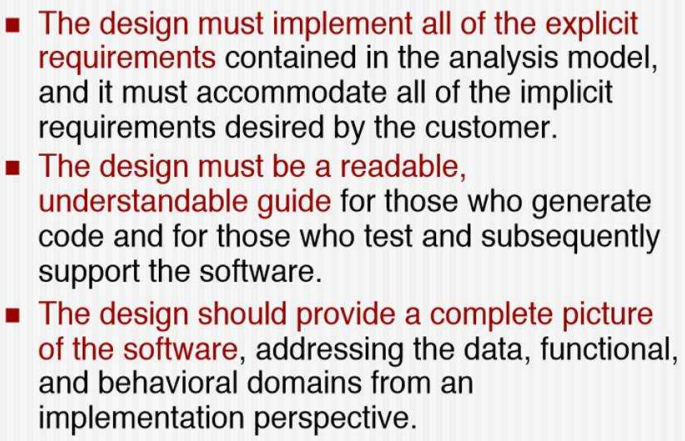 ■ The design must implement all of the explicit
requirements contained in the analysis model,
and it must accommodate all of the implicit
requirements desired by the customer.
■ The design must be a readable,
understandable guide for those who generate
code and for those who test and subsequently
support the software.
■ The design should provide a complete picture
of the software, addressing the data, functional,
and behavioral domains from an
implementation perspective.